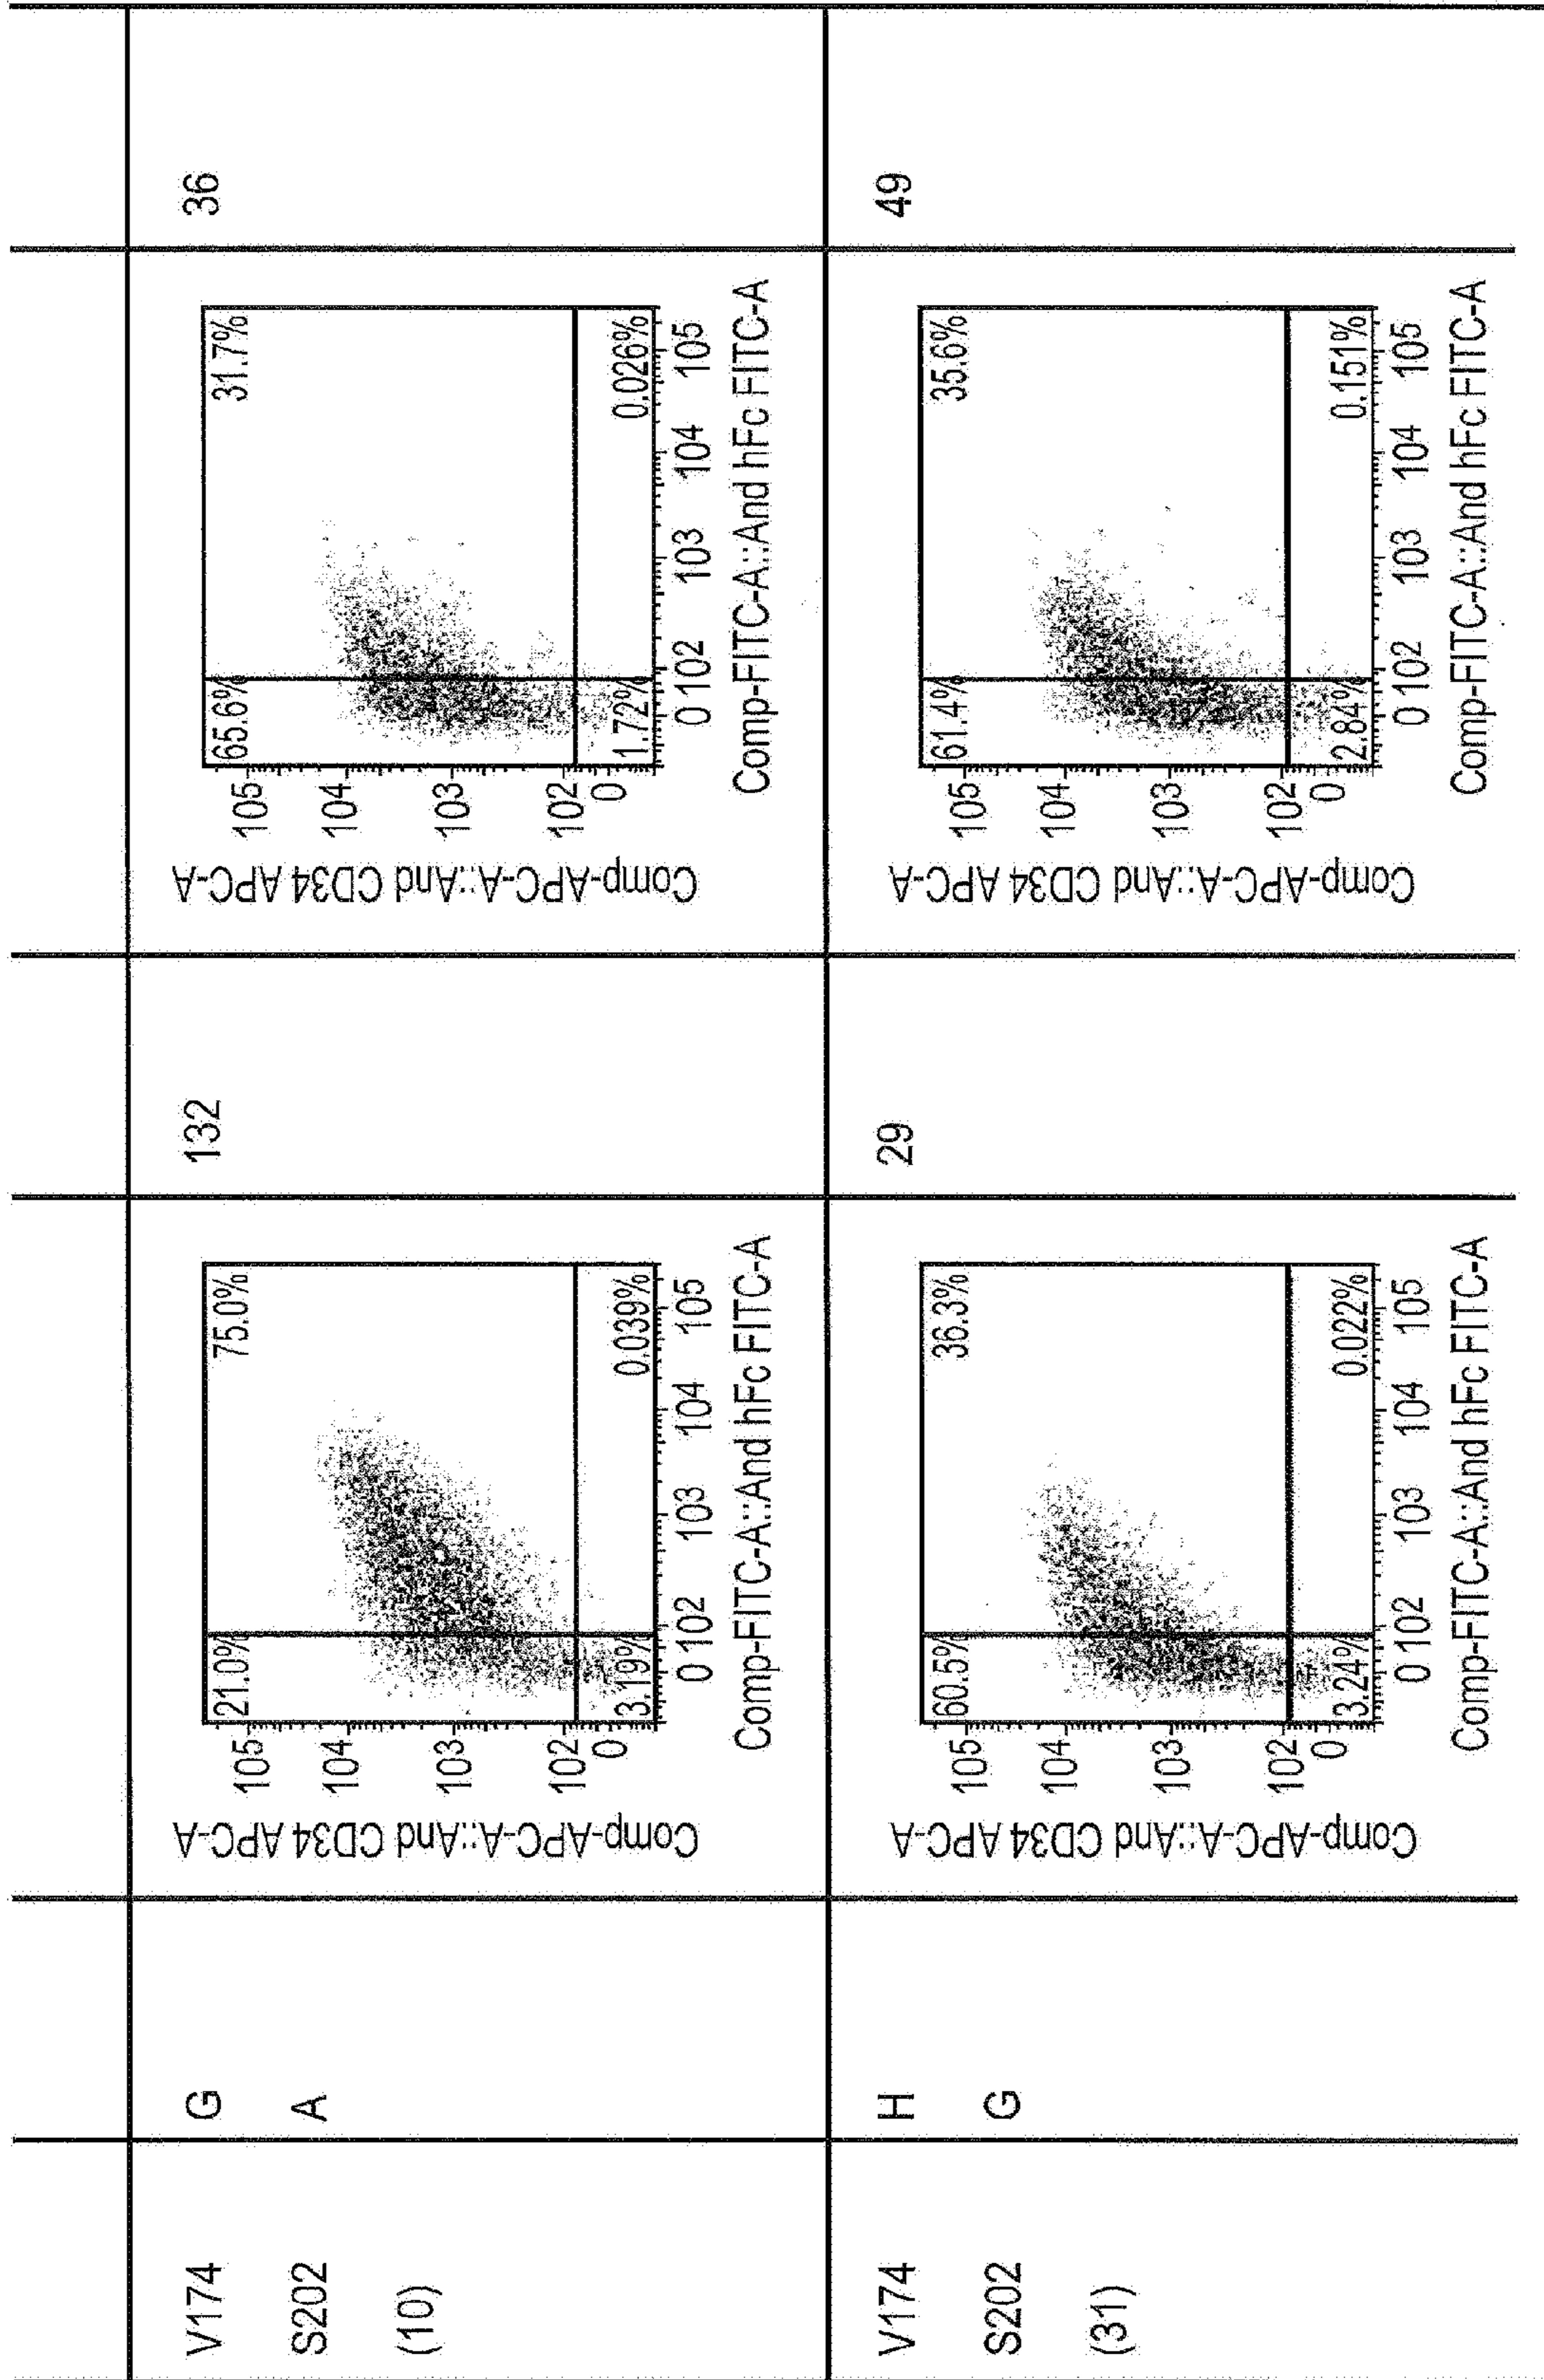 V174
S202
(10)
G
A
Comp-APC-A::And CD34 APC-A
105
104
103
102
0
21.0%
75.0%
3.19%
0.039%
0 102 103 104 105
Comp-FITC-A::And hFc FITC-A
132
Comp-APC-A::And CD34 APC-A
105
104
103
102
0
65.6%
31.7%
1.72%
0.026%
0 102 103 104 105
Comp-FITC-A::And hFc FITC-A
36
V174
S202
(31)
H
G
Comp-APC-A::And CD34 APC-A
105
104
103
102
0
60.5%
36.3%
3.24%
0.022%
0 102 103 104 105
Comp-FITC-A::And hFc FITC-A
29
Comp-APC-A::And CD34 APC-A
105
104
103
102
0
61.4%
35.6%
2.84%
0.151%
0 102 103 104 105
Comp-FITC-A::And hFc FITC-A
49